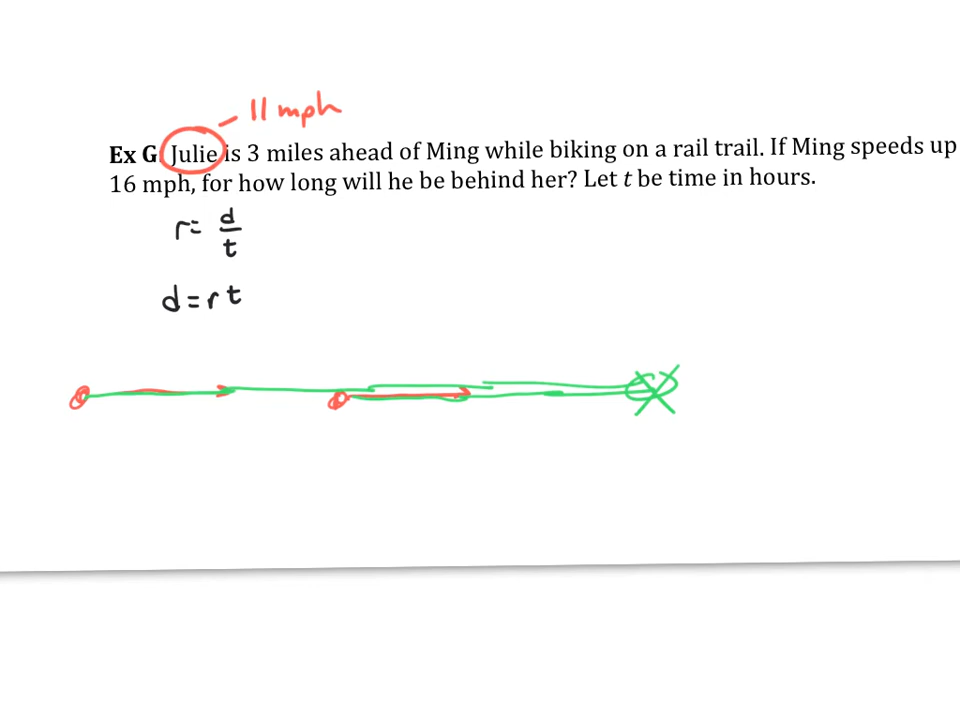 11 mph
Ex G. Julie is 3 miles ahead of Ming while biking on a rail trail. If Ming speeds up
16 mph, for how long will he be behind her? Let t be time in hours.
r = d/t
d = rt